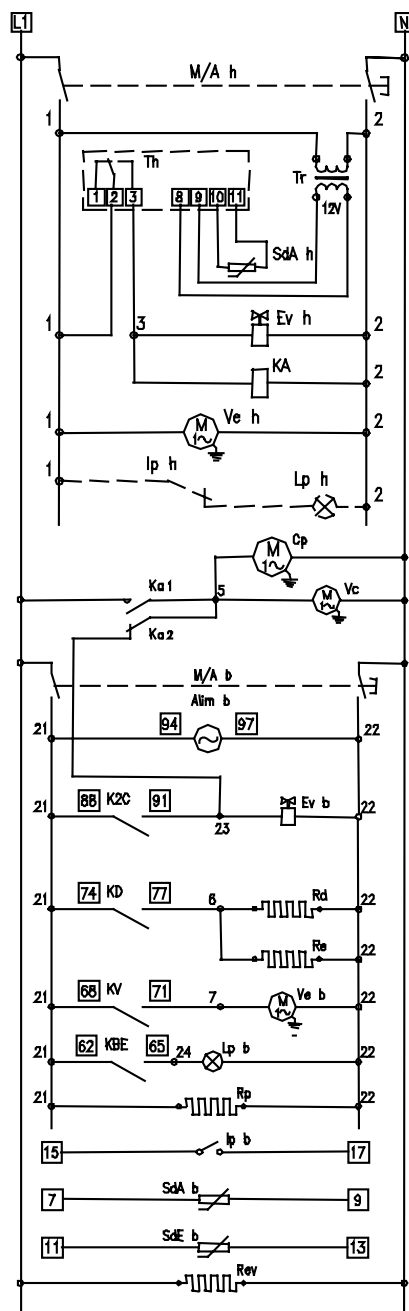 L1 N
M/A h
1 2
Th
Tr
1 2 3 8 9 10 11
12V
SdA h
1 3 Ev h 2
KA
2
1 M 1~ Ve h 2
1 Ip h Lp h 2
M 1~ Cp
Ka1 5 M 1~ Vc
Ka2
M/A b
Alim b
21 94 97 22
21 88 K2C 91 23 Ev b 22
21 74 KD 77 6 Rd 22
Re 22
21 68 KV 71 7 M Ve b 22
21 62 KBE 65 24 Lp b 22
21 Rp 22
15 Ip b 17
7 SdA b 9
11 SdE b 13
Rev